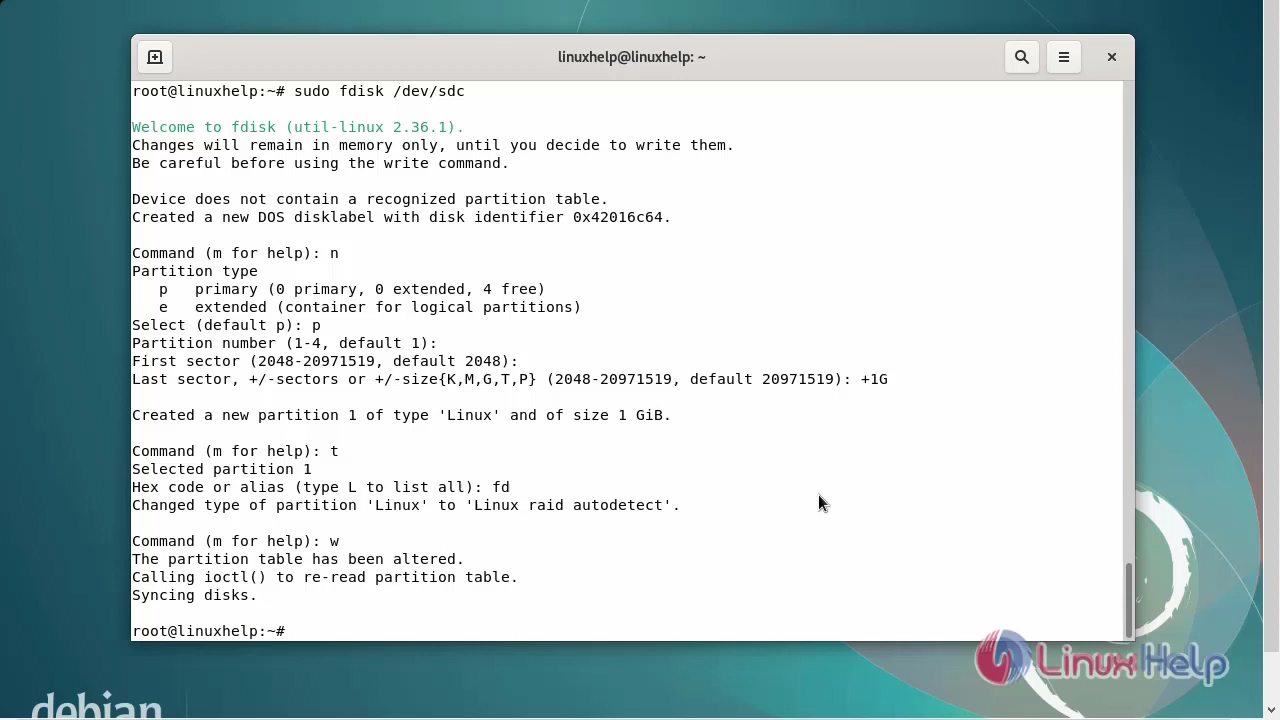 linuxhelp@linuxhelp: ~
root@linuxhelp:~# sudo fdisk /dev/sdc
Welcome to fdisk (util-linux 2.36.1).
Changes will remain in memory only, until you decide to write them.
Be careful before using the write command.
Device does not contain a recognized partition table.
Created a new DOS disklabel with disk identifier 0x42016c64.
Command (m for help): n
Partition type
   p   primary (0 primary, 0 extended, 4 free)
   e   extended (container for logical partitions)
Select (default p): p
Partition number (1-4, default 1):
First sector (2048-20971519, default 2048):
Last sector, +/-sectors or +/-size{K,M,G,T,P} (2048-20971519, default 20971519): +1G
Created a new partition 1 of type 'Linux' and of size 1 GiB.
Command (m for help): t
Selected partition 1
Hex code or alias (type L to list all): fd
Changed type of partition 'Linux' to 'Linux raid autodetect'.
Command (m for help): w
The partition table has been altered.
Calling ioctl() to re-read partition table.
Syncing disks.
root@linuxhelp:~#
Linux Help
debian